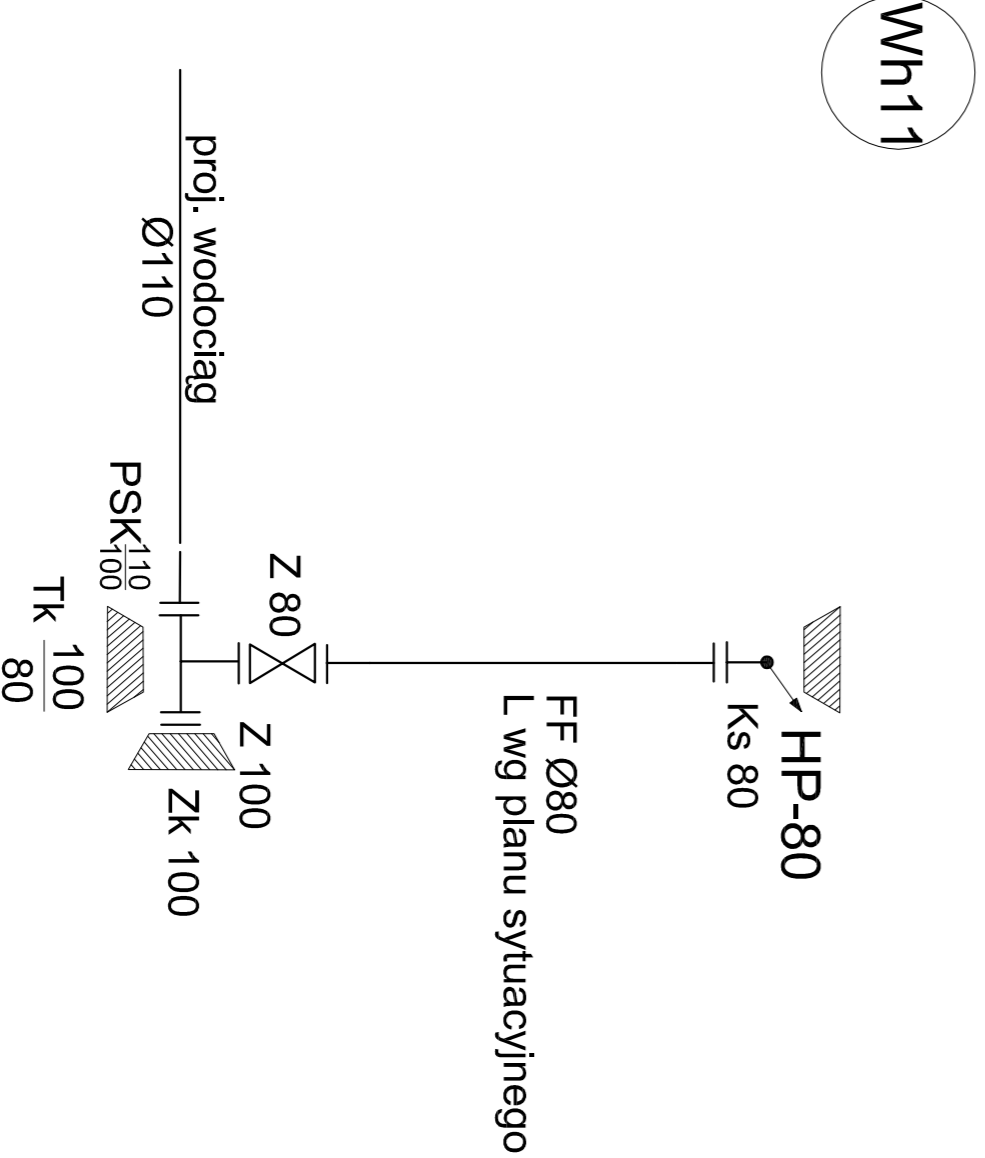 Wh11
proj. wodociąg
Ø110
PSK 110
100
Tk 100
80
Z 80
Z 100
Zk 100
FF Ø80
L wg planu sytuacyjnego
Ks 80
HP-80